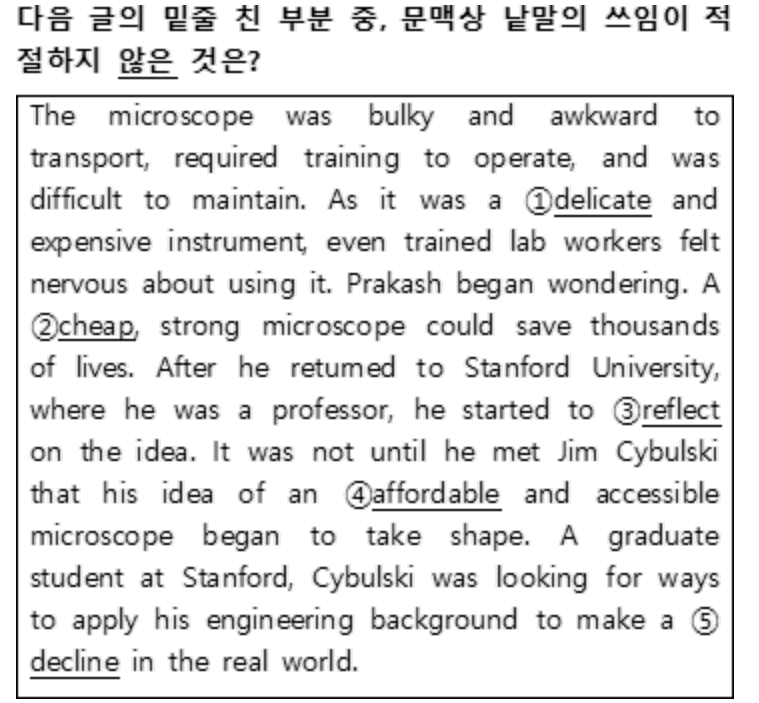 다음 글의 밑줄 친 부분 중, 문맥상 낱말의 쓰임이 적
절하지 않은 것은?
The microscope was bulky and awkward to
transport, required training to operate, and was
difficult to maintain. As it was a ①delicate and
expensive instrument, even trained lab workers felt
nervous about using it. Prakash began wondering. A
②cheap, strong microscope could save thousands
of lives. After he returned to Stanford University,
where he was a professor, he started to ③reflect
on the idea. It was not until he met Jim Cybulski
that his idea of an ④affordable and accessible
microscope began to take shape. A graduate
student at Stanford, Cybulski was looking for ways
to apply his engineering background to make a ⑤
decline in the real world.